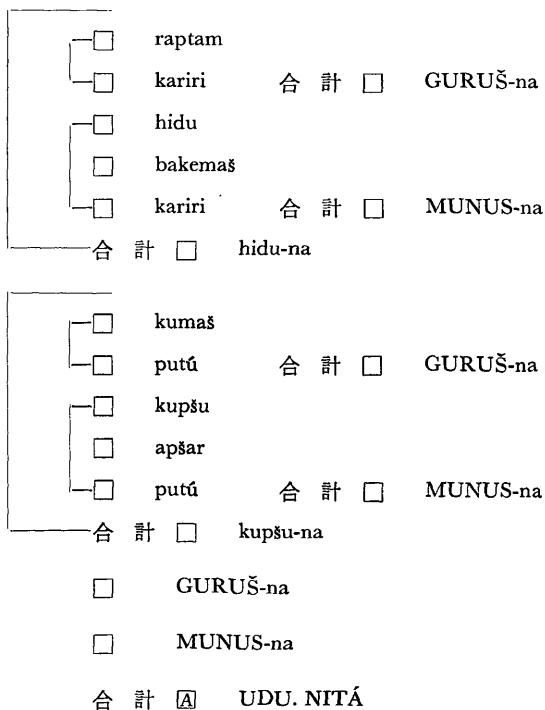 □ raptam
□ kariri 合計 □ GURUŠ-na
□ hidu
□ bakemaš
□ kariri 合計 □ MUNUS-na
合計 □ hidu-na
□ kumaš
□ putú 合計 □ GURUŠ-na
□ kupšu
□ apšar
□ putú 合計 □ MUNUS-na
合計 □ kupšu-na
□ GURUŠ-na
□ MUNUS-na
合計 A UDU. NITÁ